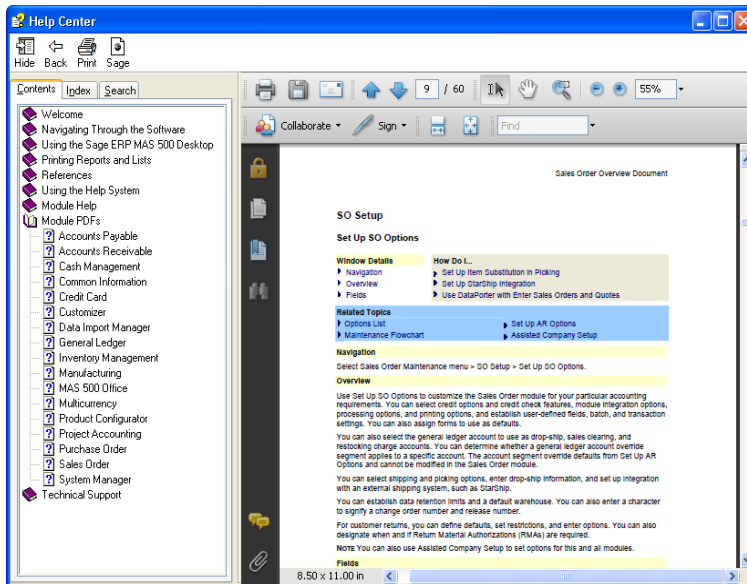 Help Center
Hide Back Print Sage
Contents Index Search
Welcome
Navigating Through the Software
Using the Sage ERP MAS 500 Desktop
Printing Reports and Lists
References
Using the Help System
Module Help
Module PDFs
Accounts Payable
Accounts Receivable
Cash Management
Common Information
Credit Card
Customizer
Data Import Manager
General Ledger
Inventory Management
Manufacturing
MAS 500 Office
Multicurrency
Product Configurator
Project Accounting
Purchase Order
Sales Order
System Manager
Technical Support
9 / 60 55%
Collaborate Sign Find
Sales Order Overview Document
SO Setup
Set Up SO Options
Window Details
Navigation
Overview
Fields
How Do I...
Set Up Item Substitution in Picking
Set Up StarShip Integration
Use DataPorter with Enter Sales Orders and Quotes
Related Topics
Options List
Maintenance Flowchart
Set Up AR Options
Assisted Company Setup
Navigation
Select Sales Order Maintenance menu > SO Setup > Set Up SO Options.
Overview
Use Set Up SO Options to customize the Sales Order module for your particular accounting
requirements. You can select credit options and credit check features, module integration options,
processing options, and printing options, and establish user-defined fields, batch, and transaction
settings. You can also assign forms to use as defaults.
You can also select the general ledger account to use as drop-ship, sales clearing, and
restocking charge accounts. You can determine whether a general ledger account override
segment applies to a specific account. The account segment override defaults from Set Up AR
Options and cannot be modified in the Sales Order module.
You can select shipping and picking options, enter drop-ship information, and set up integration
with an external shipping system, such as StarShip.
You can establish data retention limits and a default warehouse. You can also enter a character
to signify a change order number and release number.
For customer returns, you can define defaults, set restrictions, and enter options. You can also
designate when and if Return Material Authorizations (RMAs) are required.
NOTE You can also use Assisted Company Setup to set options for this and all modules.
Fields
8.50 x 11.00 in